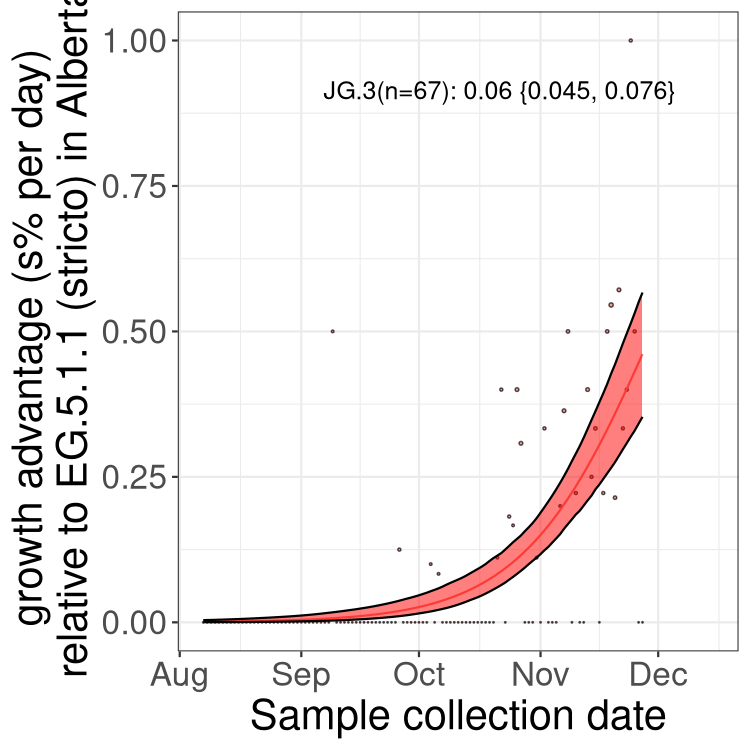 growth advantage (s% per day)
relative to EG.5.1.1 (stricto) in Alberta
1.00
0.75
0.50
0.25
0.00
JG.3(n=67): 0.06 {0.045, 0.076}
Aug Sep Oct Nov Dec
Sample collection date